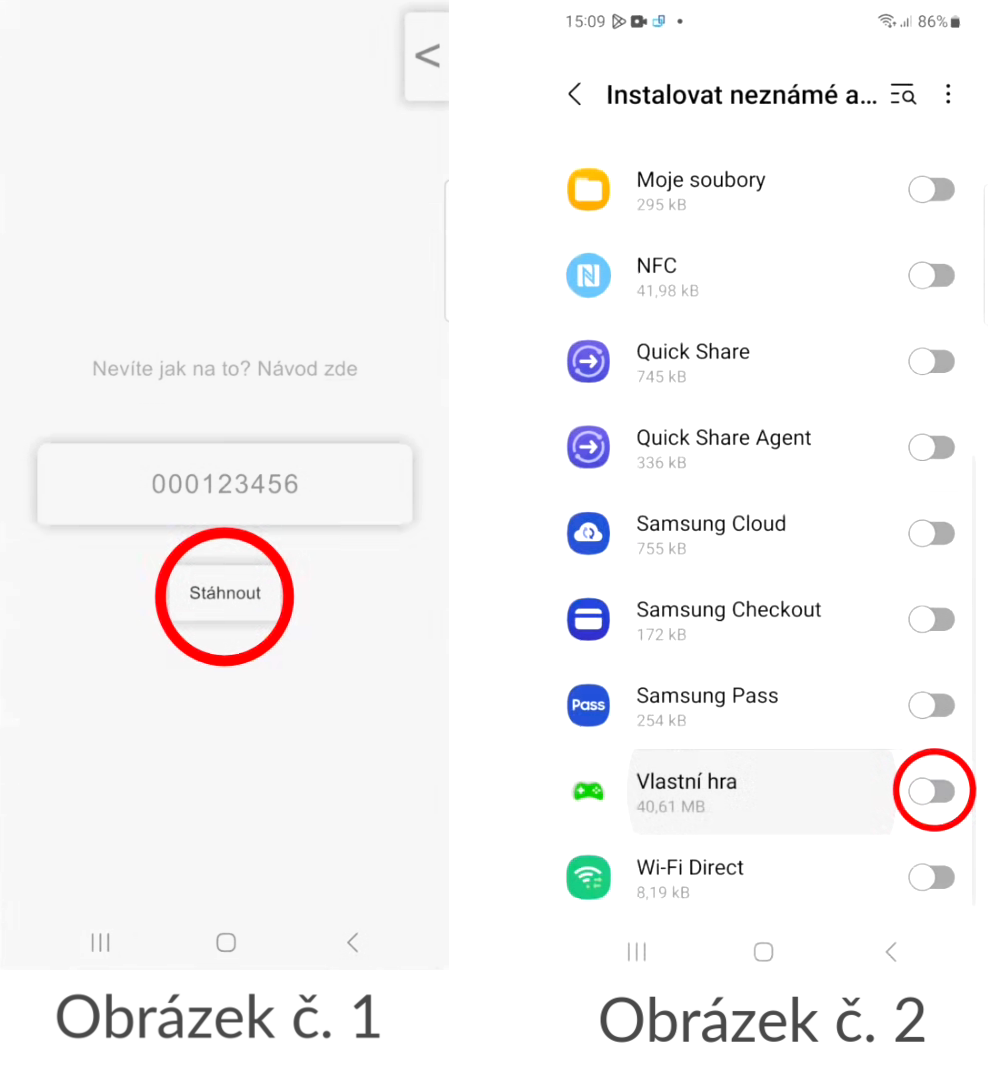 <
Nevíte jak na to? Návod zde
000123456
Stáhnout
Obrázek č. 1
15:09 86%
Instalovat neznámé a...
Moje soubory
295 kB
NFC
41,98 kB
Quick Share
745 kB
Quick Share Agent
336 kB
Samsung Cloud
755 kB
Samsung Checkout
172 kB
Pass
Samsung Pass
254 kB
Vlastní hra
40,61 MB
Wi-Fi Direct
8,19 kB
Obrázek č. 2